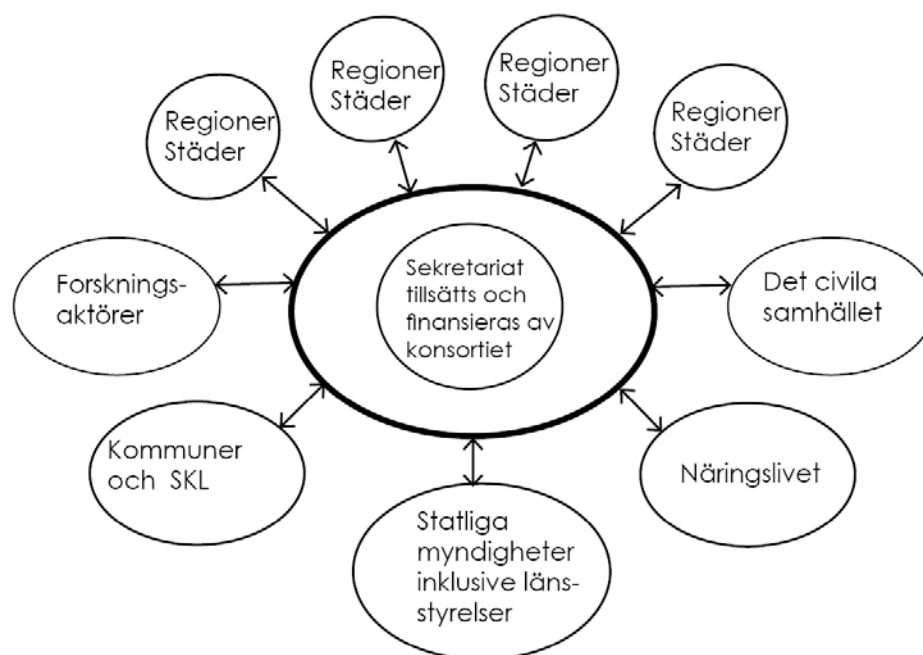 Regioner
Städer
Regioner
Städer
Regioner
Städer
Regioner
Städer
Forsknings-
aktörer
Sekretariat
tillsätts och
finansieras av
konsortiet
Det civila
samhället
Kommuner
och SKL
Näringslivet
Statliga
myndigheter
inklusive läns-
styrelser